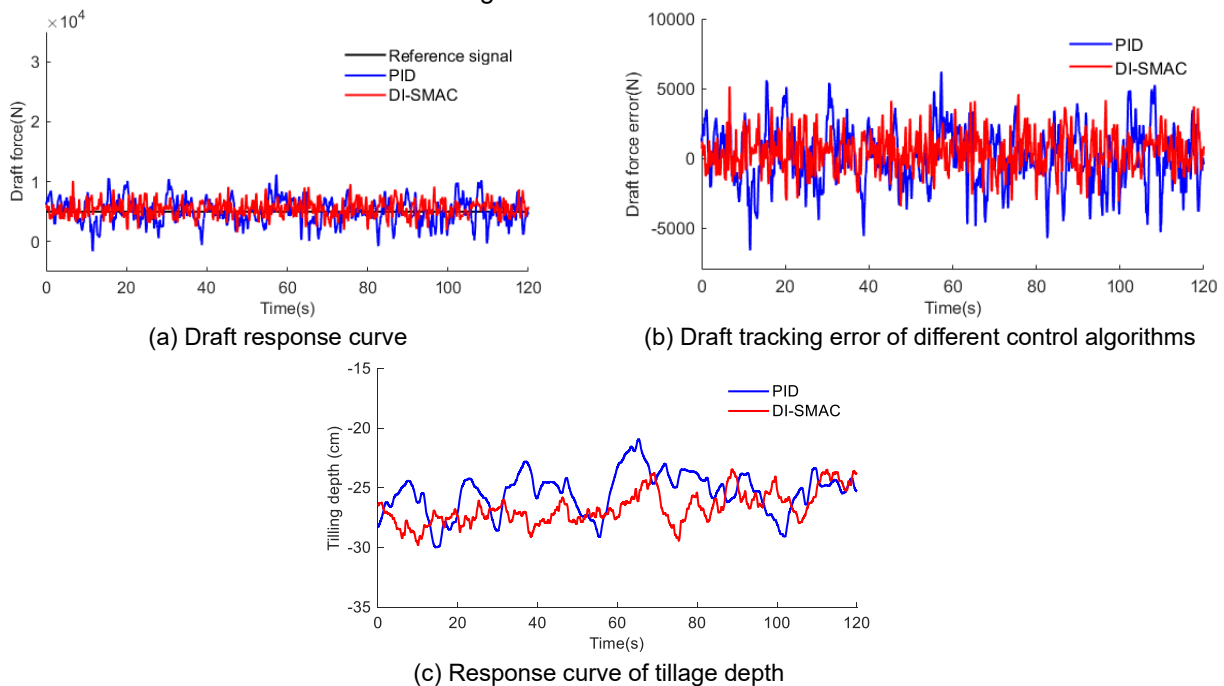 ×10⁴
3
2
1
0
Draft force(N)
Reference signal
PID
DI-SMAC
0 20 40 60 80 100 120
Time(s)
(a) Draft response curve
10000
5000
0
-5000
Draft force error(N)
PID
DI-SMAC
0 20 40 60 80 100 120
Time(s)
(b) Draft tracking error of different control algorithms
-15
-20
-25
-30
-35
Tilling depth (cm)
PID
DI-SMAC
0 20 40 60 80 100 120
Time(s)
(c) Response curve of tillage depth